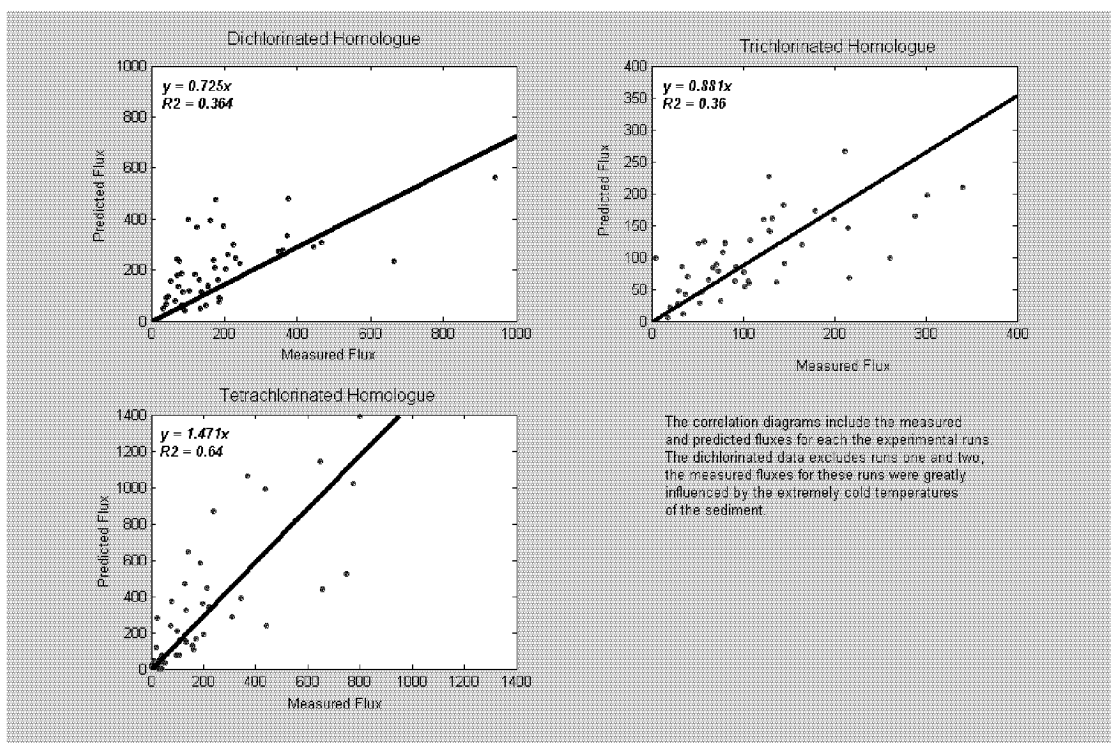 Dichlorinated Homologue
1000
800
600
400
200
0
y = 0.725x
R2 = 0.364
Predicted Flux
0 200 400 600 800 1000
Measured Flux
Trichlorinated Homologue
400
350
300
250
200
150
100
50
0
y = 0.881x
R2 = 0.36
Predicted Flux
0 100 200 300 400
Measured Flux
Tetrachlorinated Homologue
1400
1200
1000
800
600
400
200
0
y = 1.471x
R2 = 0.64
Predicted Flux
0 200 400 600 800 1000 1200 1400
Measured Flux
The correlation diagrams include the measured
and predicted fluxes for each the experimental runs
The dichlorinated data excludes runs one and two,
the measured fluxes for these runs were greatly
influenced by the extremely cold temperatures
of the sediment.